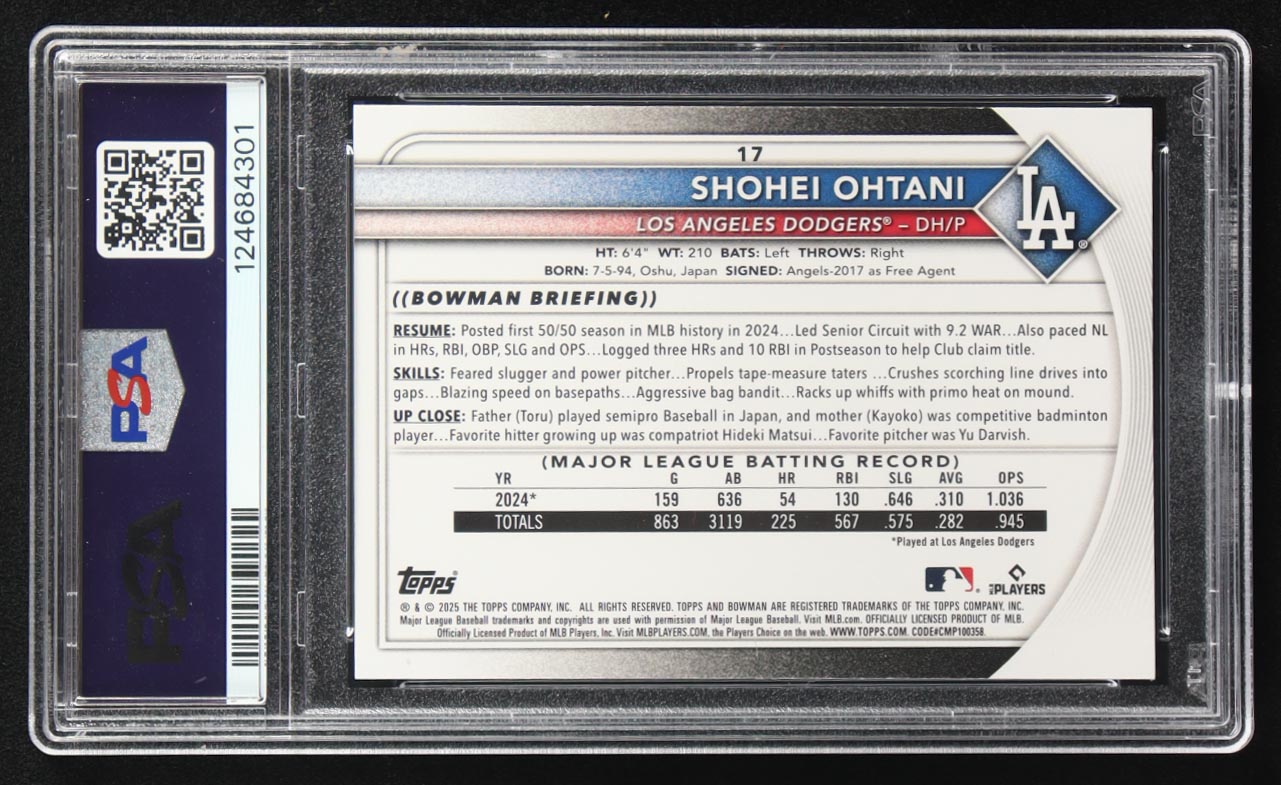 124684301
PSA
PSA
17
SHOHEI OHTANI
LOS ANGELES DODGERS® – DH/P
LA®
HT: 6'4" WT: 210 BATS: Left THROWS: Right
BORN: 7-5-94, Oshu, Japan SIGNED: Angels-2017 as Free Agent
((BOWMAN BRIEFING))
RESUME: Posted first 50/50 season in MLB history in 2024...Led Senior Circuit with 9.2 WAR...Also paced NL
in HRs, RBI, OBP, SLG and OPS...Logged three HRs and 10 RBI in Postseason to help Club claim title.
SKILLS: Feared slugger and power pitcher...Propels tape-measure taters ...Crushes scorching line drives into
gaps...Blazing speed on basepaths...Aggressive bag bandit...Racks up whiffs with primo heat on mound.
UP CLOSE: Father (Toru) played semipro Baseball in Japan, and mother (Kayoko) was competitive badminton
player...Favorite hitter growing up was compatriot Hideki Matsui...Favorite pitcher was Yu Darvish.
(MAJOR LEAGUE BATTING RECORD)
YR G AB HR RBI SLG AVG OPS
2024* 159 636 54 130 .646 .310 1.036
TOTALS 863 3119 225 567 .575 .282 .945
*Played at Los Angeles Dodgers
Topps®
MLB PLAYERS
® & © 2025 THE TOPPS COMPANY, INC. ALL RIGHTS RESERVED. TOPPS AND BOWMAN ARE REGISTERED TRADEMARKS OF THE TOPPS COMPANY, INC.
Major League Baseball trademarks and copyrights are used with permission of Major League Baseball. Visit MLB.com. OFFICIALLY LICENSED PRODUCT OF MLB.
Officially Licensed Product of MLB Players, Inc. Visit MLBPLAYERS.COM, the Players Choice on the web. WWW.TOPPS.COM. CODE#CMP100358.
PSA